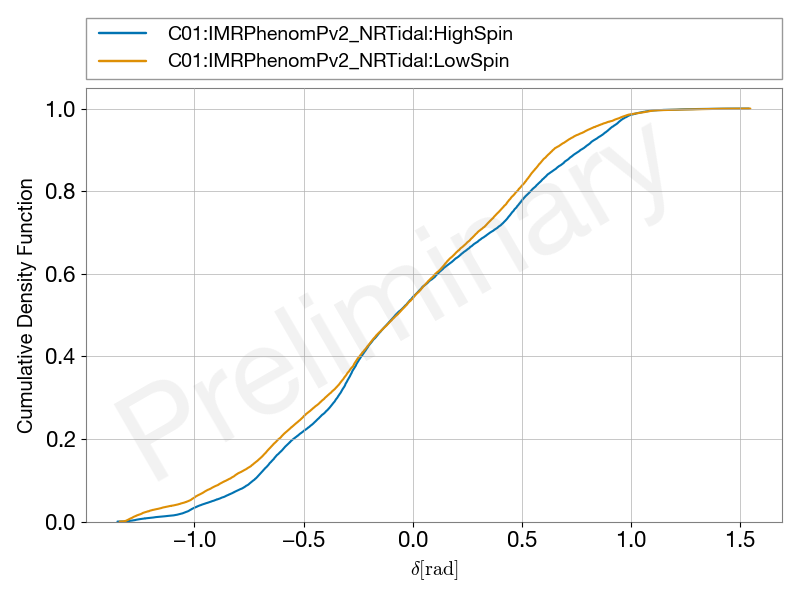 C01:IMRPhenomPv2_NRTidal:HighSpin
C01:IMRPhenomPv2_NRTidal:LowSpin
1.0
0.8
0.6
0.4
0.2
0.0
Cumulative Density Function
Preliminary
−1.0 −0.5 0.0 0.5 1.0 1.5
δ[rad]